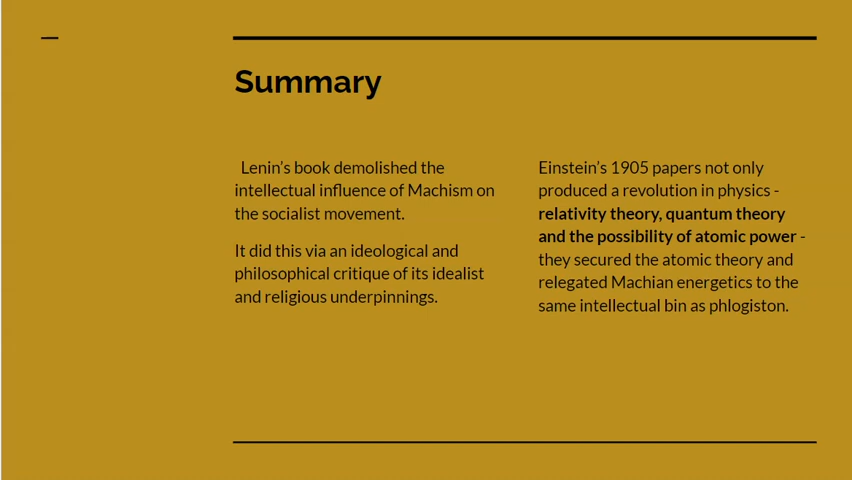 Summary
Lenin's book demolished the
intellectual influence of Machism on
the socialist movement.
It did this via an ideological and
philosophical critique of its idealist
and religious underpinnings.
Einstein's 1905 papers not only
produced a revolution in physics -
relativity theory, quantum theory
and the possibility of atomic power -
they secured the atomic theory and
relegated Machian energetics to the
same intellectual bin as phlogiston.